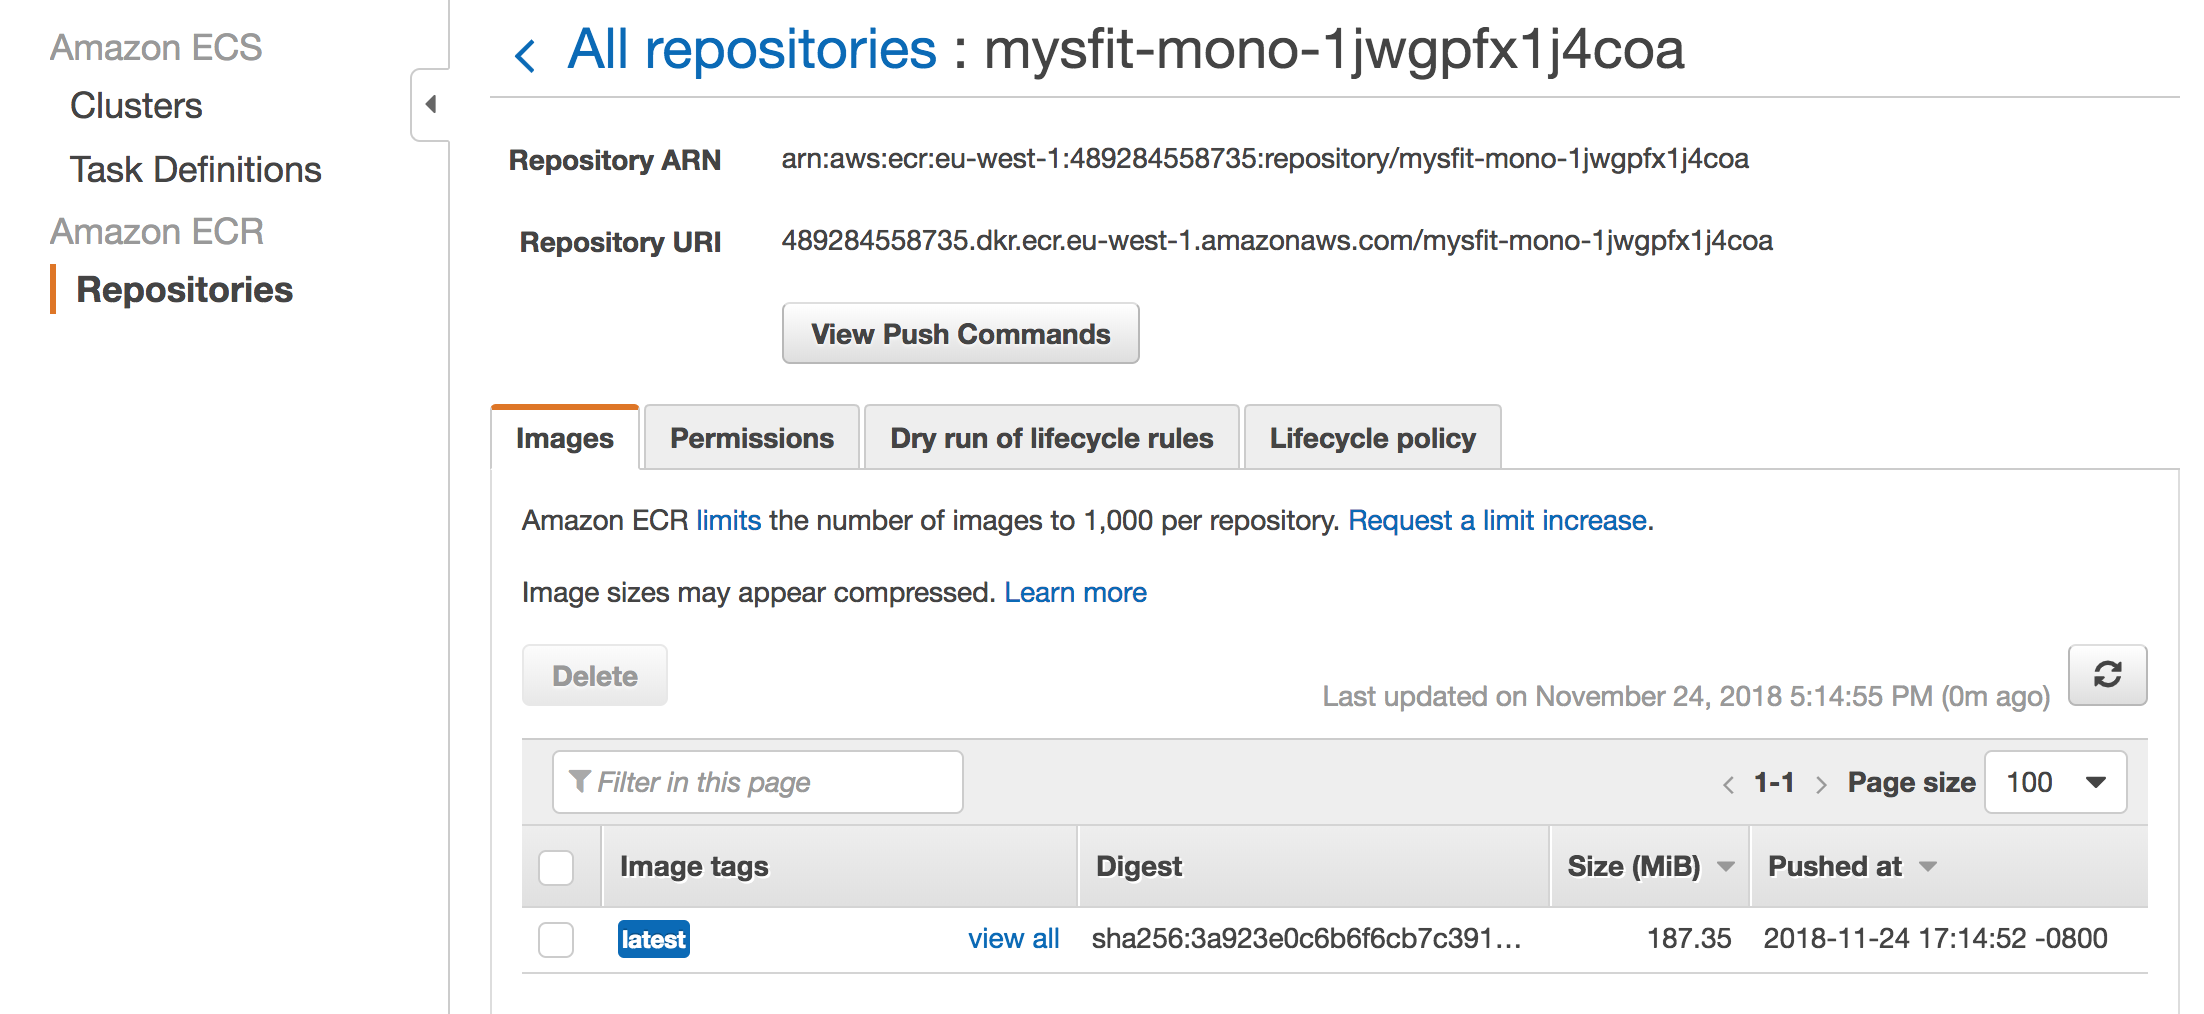 Amazon ECS
Clusters
Task Definitions
Amazon ECR
Repositories
All repositories : mysfit-mono-1jwgpfx1j4coa
Repository ARN arn:aws:ecr:eu-west-1:489284558735:repository/mysfit-mono-1jwgpfx1j4coa
Repository URI 489284558735.dkr.ecr.eu-west-1.amazonaws.com/mysfit-mono-1jwgpfx1j4coa
View Push Commands
Images Permissions Dry run of lifecycle rules Lifecycle policy
Amazon ECR limits the number of images to 1,000 per repository. Request a limit increase.
Image sizes may appear compressed. Learn more
Delete
Last updated on November 24, 2018 5:14:55 PM (0m ago)
Filter in this page 1-1 Page size 100
Image tags Digest Size (MiB) Pushed at
latest view all sha256:3a923e0c6b6f6cb7c391... 187.35 2018-11-24 17:14:52 -0800